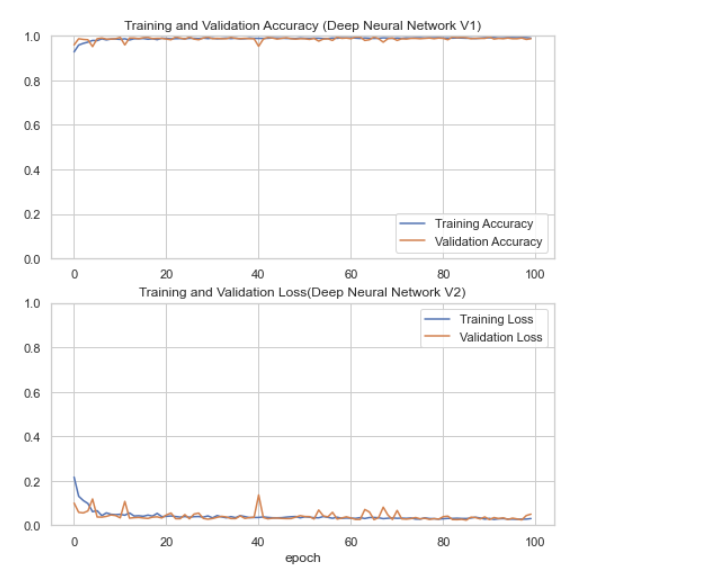 Training and Validation Accuracy (Deep Neural Network V1)
1.0
0.8
0.6
0.4
0.2
0.0
Training Accuracy
Validation Accuracy
0 20 40 60 80 100
Training and Validation Loss(Deep Neural Network V2)
1.0
0.8
0.6
0.4
0.2
0.0
Training Loss
Validation Loss
0 20 40 60 80 100
epoch